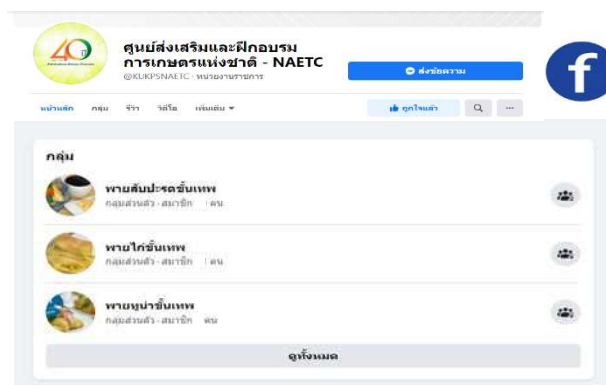 40 ปี
ศูนย์ส่งเสริมและฝึกอบรม
การเกษตรแห่งชาติ - NAETC
@KUKPSNAETC · หน่วยงานราชการ
ส่งข้อความ
f
หน้าหลัก กลุ่ม รีวิว วิดีโอ เพิ่มเติม
ถูกใจแล้ว
กลุ่ม
พายสับปะรดชั้นเทพ
กลุ่มส่วนตัว · สมาชิก คน
พายไก่ชั้นเทพ
กลุ่มส่วนตัว · สมาชิก คน
พายทูน่าชั้นเทพ
กลุ่มส่วนตัว · สมาชิก คน
ดูทั้งหมด